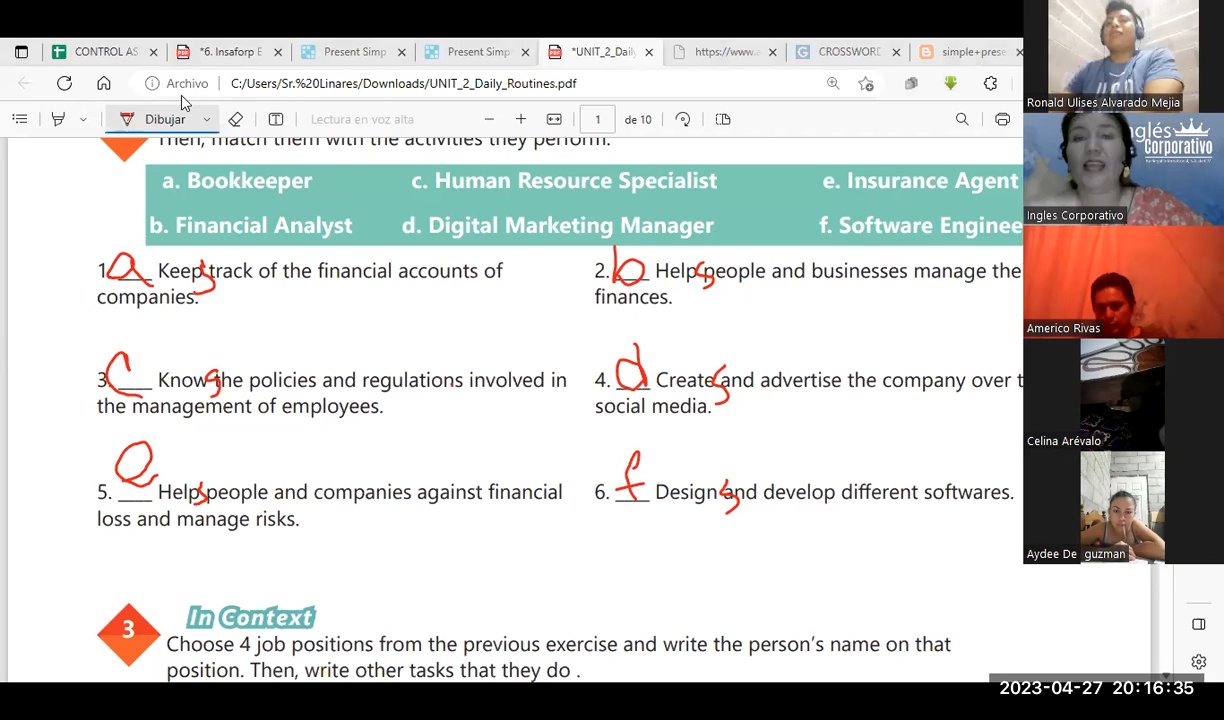 CONTROL AS
*6. Insaforp E
Present Simp
Present Simp
*UNIT_2_Daily
https://www.
CROSSWORD
simple+pres
Archivo C:/Users/Sr.%20Linares/Downloads/UNIT_2_Daily_Routines.pdf
Dibujar
Lectura en voz alta
1 de 10
Then, match them with the activities they perform.
a. Bookkeeper c. Human Resource Specialist e. Insurance Agent
b. Financial Analyst d. Digital Marketing Manager f. Software Enginee
1. a Keep s track of the financial accounts of
companies.
2. b Help s people and businesses manage the
finances.
3. c Know s the policies and regulations involved in
the management of employees.
4. d Create s and advertise the company over t
social media.
5. e Help s people and companies against financial
loss and manage risks.
6. f Design s and develop different softwares.
3
In Context
Choose 4 job positions from the previous exercise and write the person's name on that
position. Then, write other tasks that they do .
Ronald Ulises Alvarado Mejia
Inglés
Corporativo
Ingles Corporativo
Americo Rivas
Celina Arévalo
Aydee De guzman
2023-04-27 20:16:35